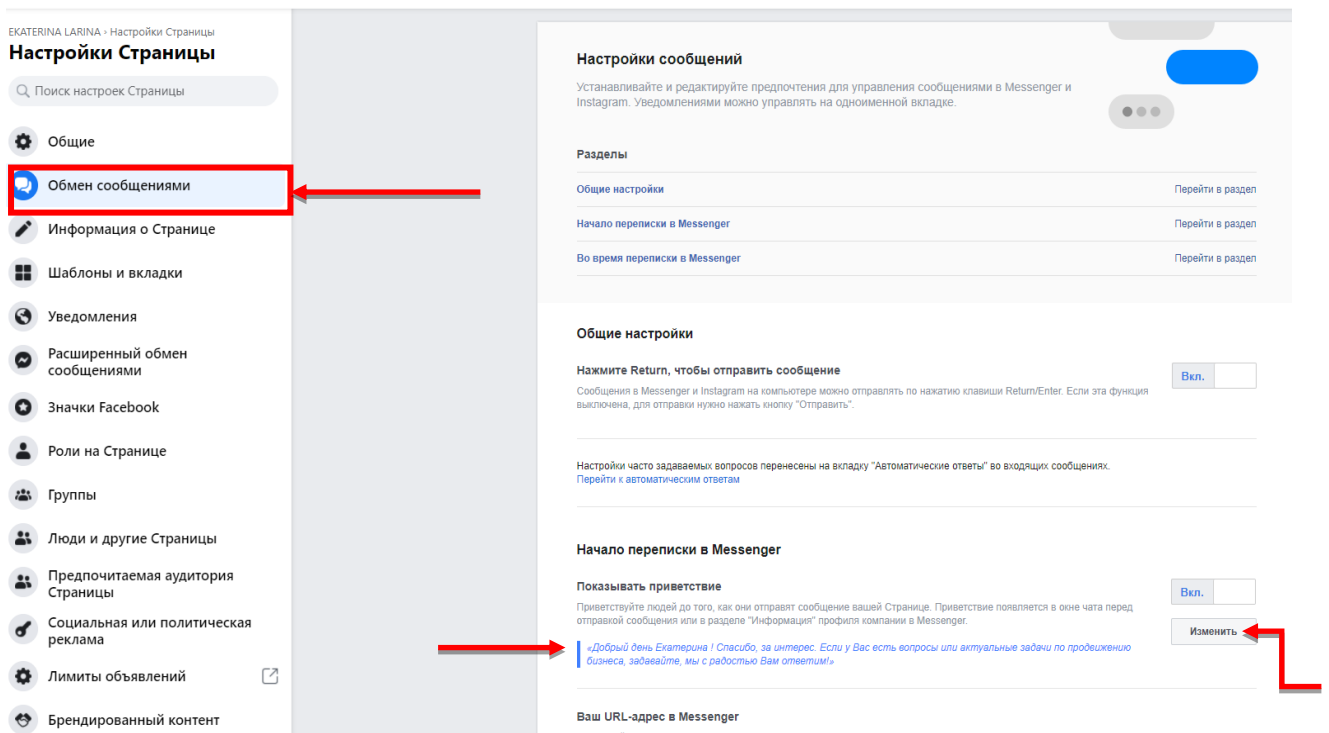 EKATERINA LARINA › Настройки Страницы
Настройки Страницы
Поиск настроек Страницы
Общие
Обмен сообщениями
Информация о Странице
Шаблоны и вкладки
Уведомления
Расширенный обмен
сообщениями
Значки Facebook
Роли на Странице
Группы
Люди и другие Страницы
Предпочитаемая аудитория
Страницы
Социальная или политическая
реклама
Лимиты объявлений
Брендированный контент
Настройки сообщений
Устанавливайте и редактируйте предпочтения для управления сообщениями в Messenger и
Instagram. Уведомлениями можно управлять на одноименной вкладке.
Разделы
Общие настройки Перейти в раздел
Начало переписки в Messenger Перейти в раздел
Во время переписки в Messenger Перейти в раздел
Общие настройки
Нажмите Return, чтобы отправить сообщение
Вкл.
Сообщения в Messenger и Instagram на компьютере можно отправлять по нажатию клавиши Return/Enter. Если эта функция
выключена, для отправки нужно нажать кнопку "Отправить".
Настройки часто задаваемых вопросов перенесены на вкладку "Автоматические ответы" во входящих сообщениях.
Перейти к автоматическим ответам
Начало переписки в Messenger
Показывать приветствие
Вкл.
Приветствуйте людей до того, как они отправят сообщение вашей Странице. Приветствие появляется в окне чата перед
отправкой сообщения или в разделе "Информация" профиля компании в Messenger.
Изменить
«Добрый день Екатерина ! Спасибо, за интерес. Если у Вас есть вопросы или актуальные задачи по продвижению
бизнеса, задавайте, мы с радостью Вам ответим!»
Ваш URL-адрес в Messenger